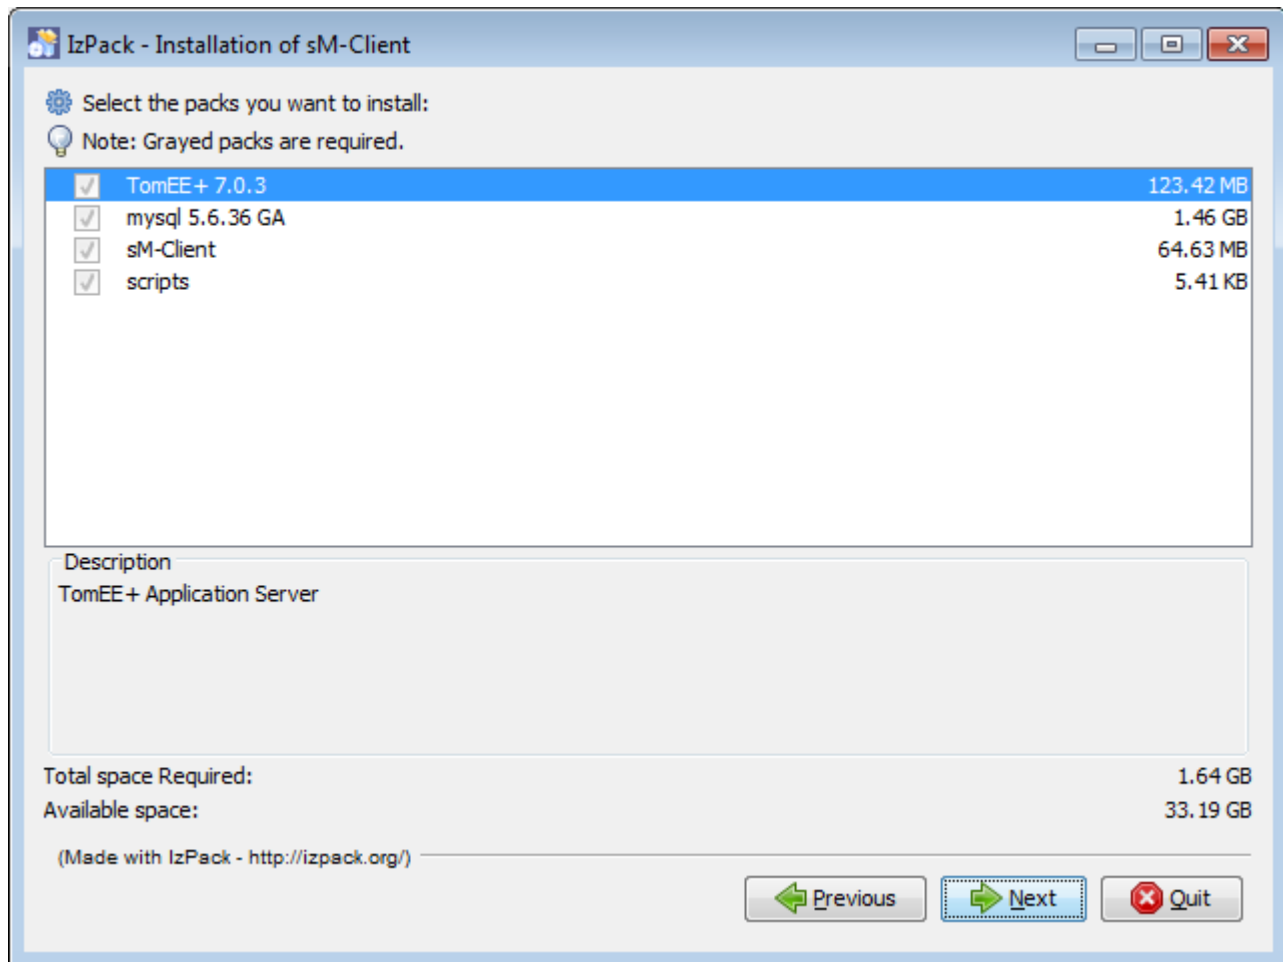 IzPack - Installation of sM-Client
Select the packs you want to install:
Note: Grayed packs are required.
TomEE+ 7.0.3 123.42 MB
mysql 5.6.36 GA 1.46 GB
sM-Client 64.63 MB
scripts 5.41 KB
Description
TomEE+ Application Server
Total space Required: 1.64 GB
Available space: 33.19 GB
(Made with IzPack - http://izpack.org/)
Previous Next Quit